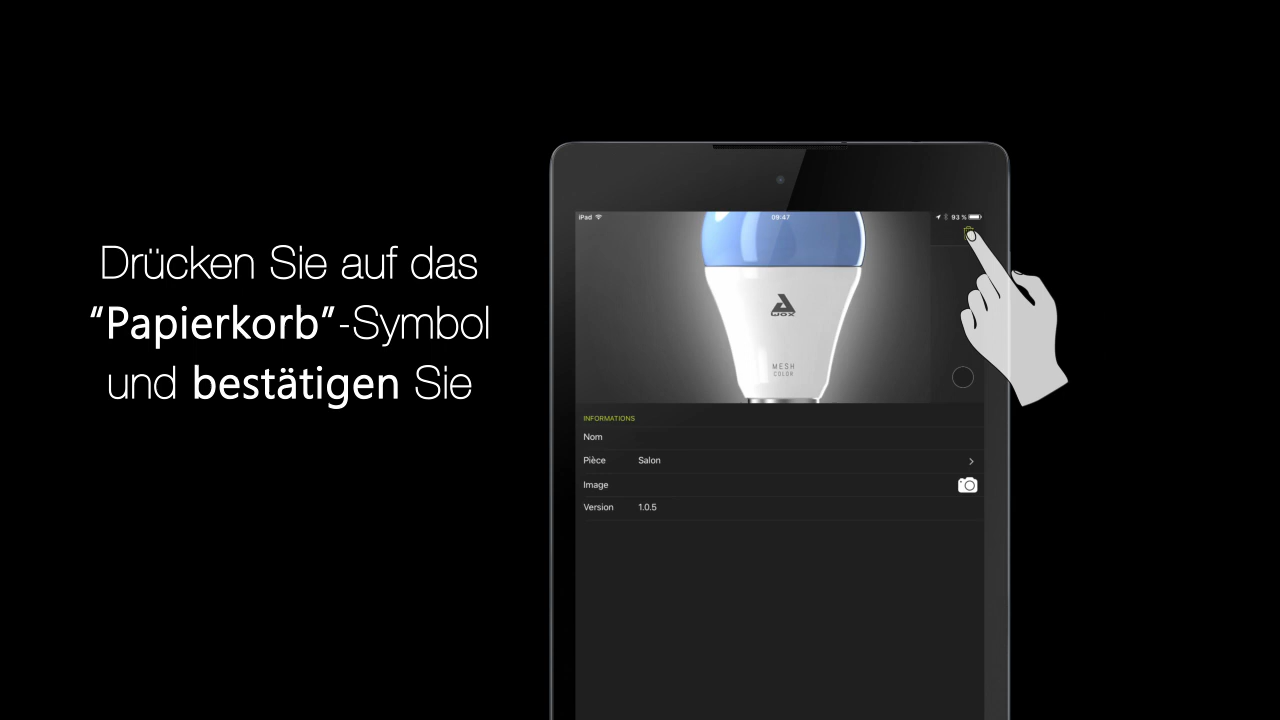 Drücken Sie auf das
“Papierkorb”-Symbol
und bestätigen Sie
iPad 09:47 93 %
AWOX
MESH
COLOR
INFORMATIONS
Nom
Pièce Salon
Image
Version 1.0.5